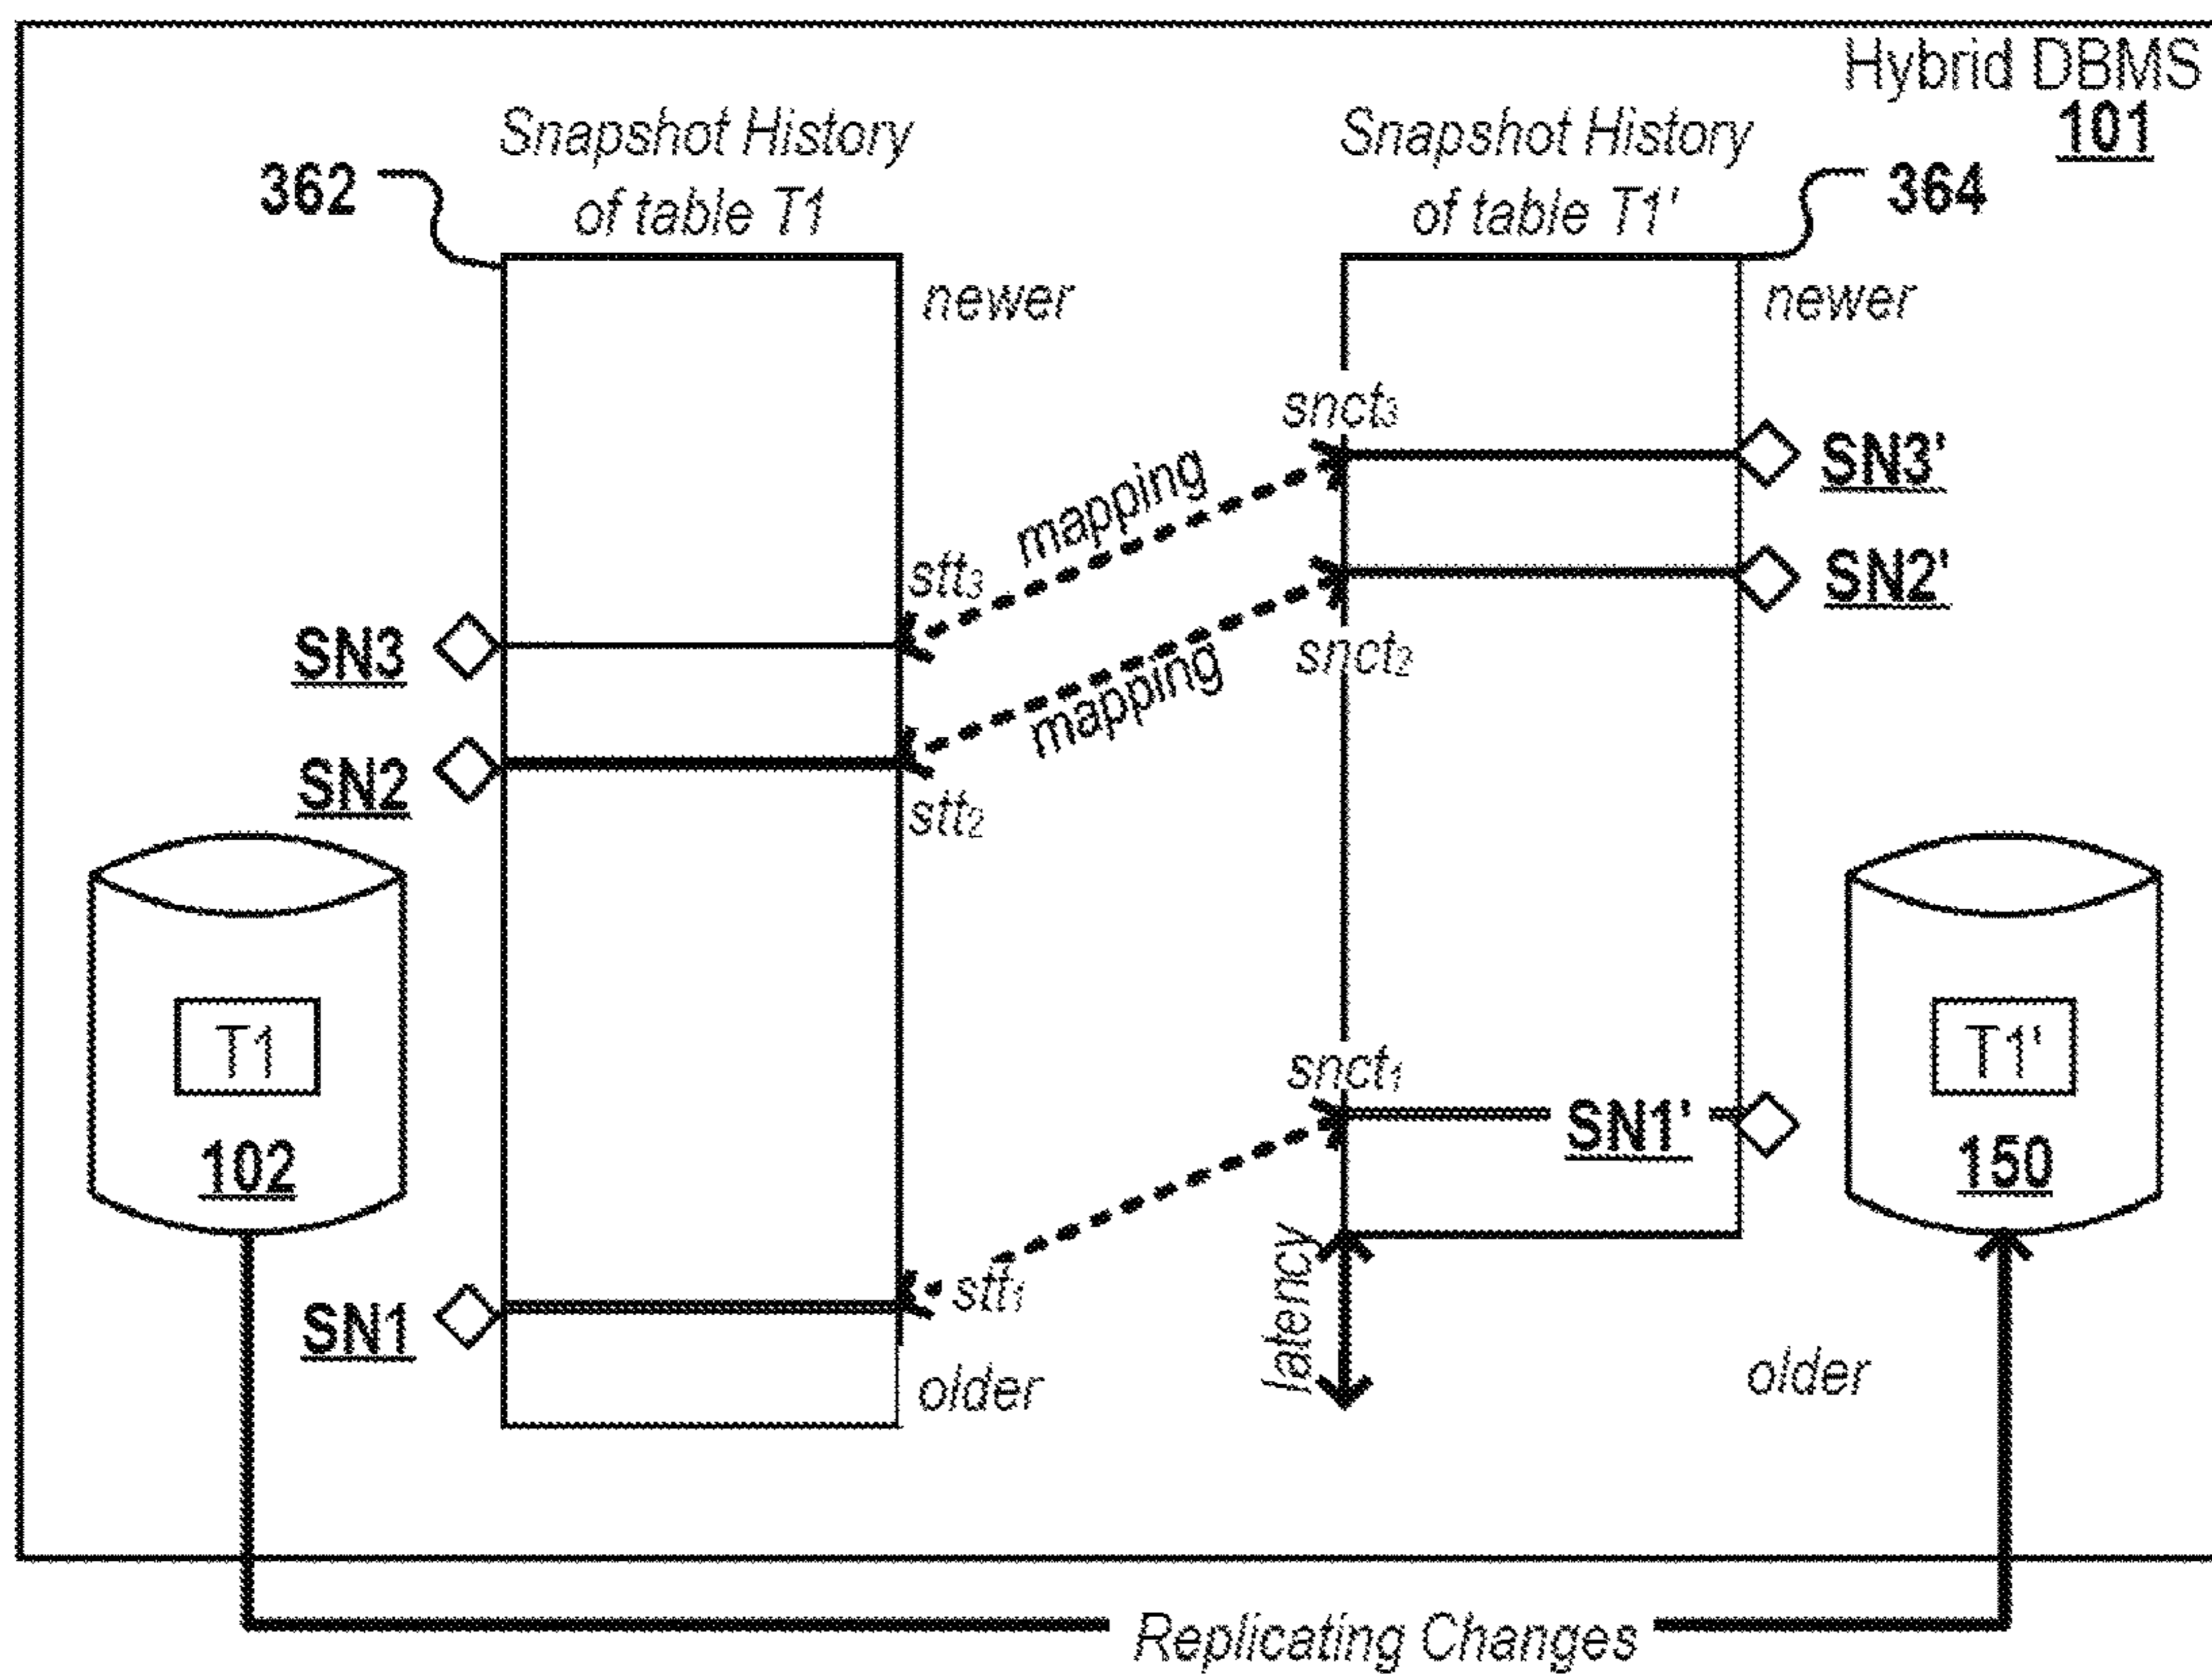 Hybrid DBMS
101
Snapshot History
of table T1
Snapshot History
of table T1'
362
364
newer
newer
snct₃
SN3'
mapping
stt₃
SN2'
SN3
snct₂
mapping
SN2
stt₂
T1
102
snct₁
SN1'
T1'
150
stt₁
SN1
latency
older
older
Replicating Changes